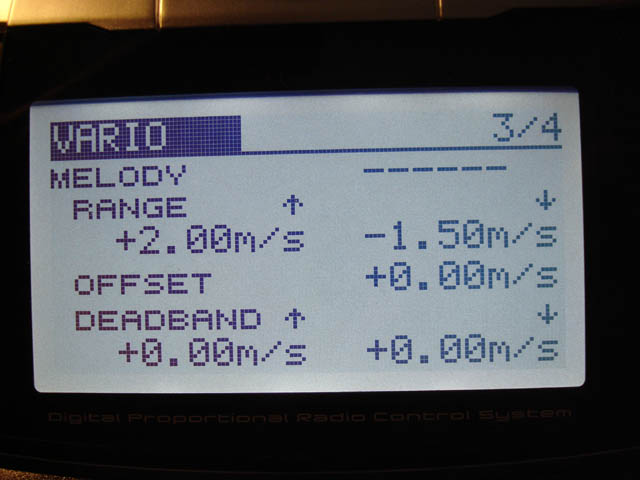 VARIO 3/4
MELODY ------
RANGE ↑ ↓
+2.00m/s -1.50m/s
OFFSET +0.00m/s
DEADBAND ↑ ↓
+0.00m/s +0.00m/s
Digital Proportional Radio Control System